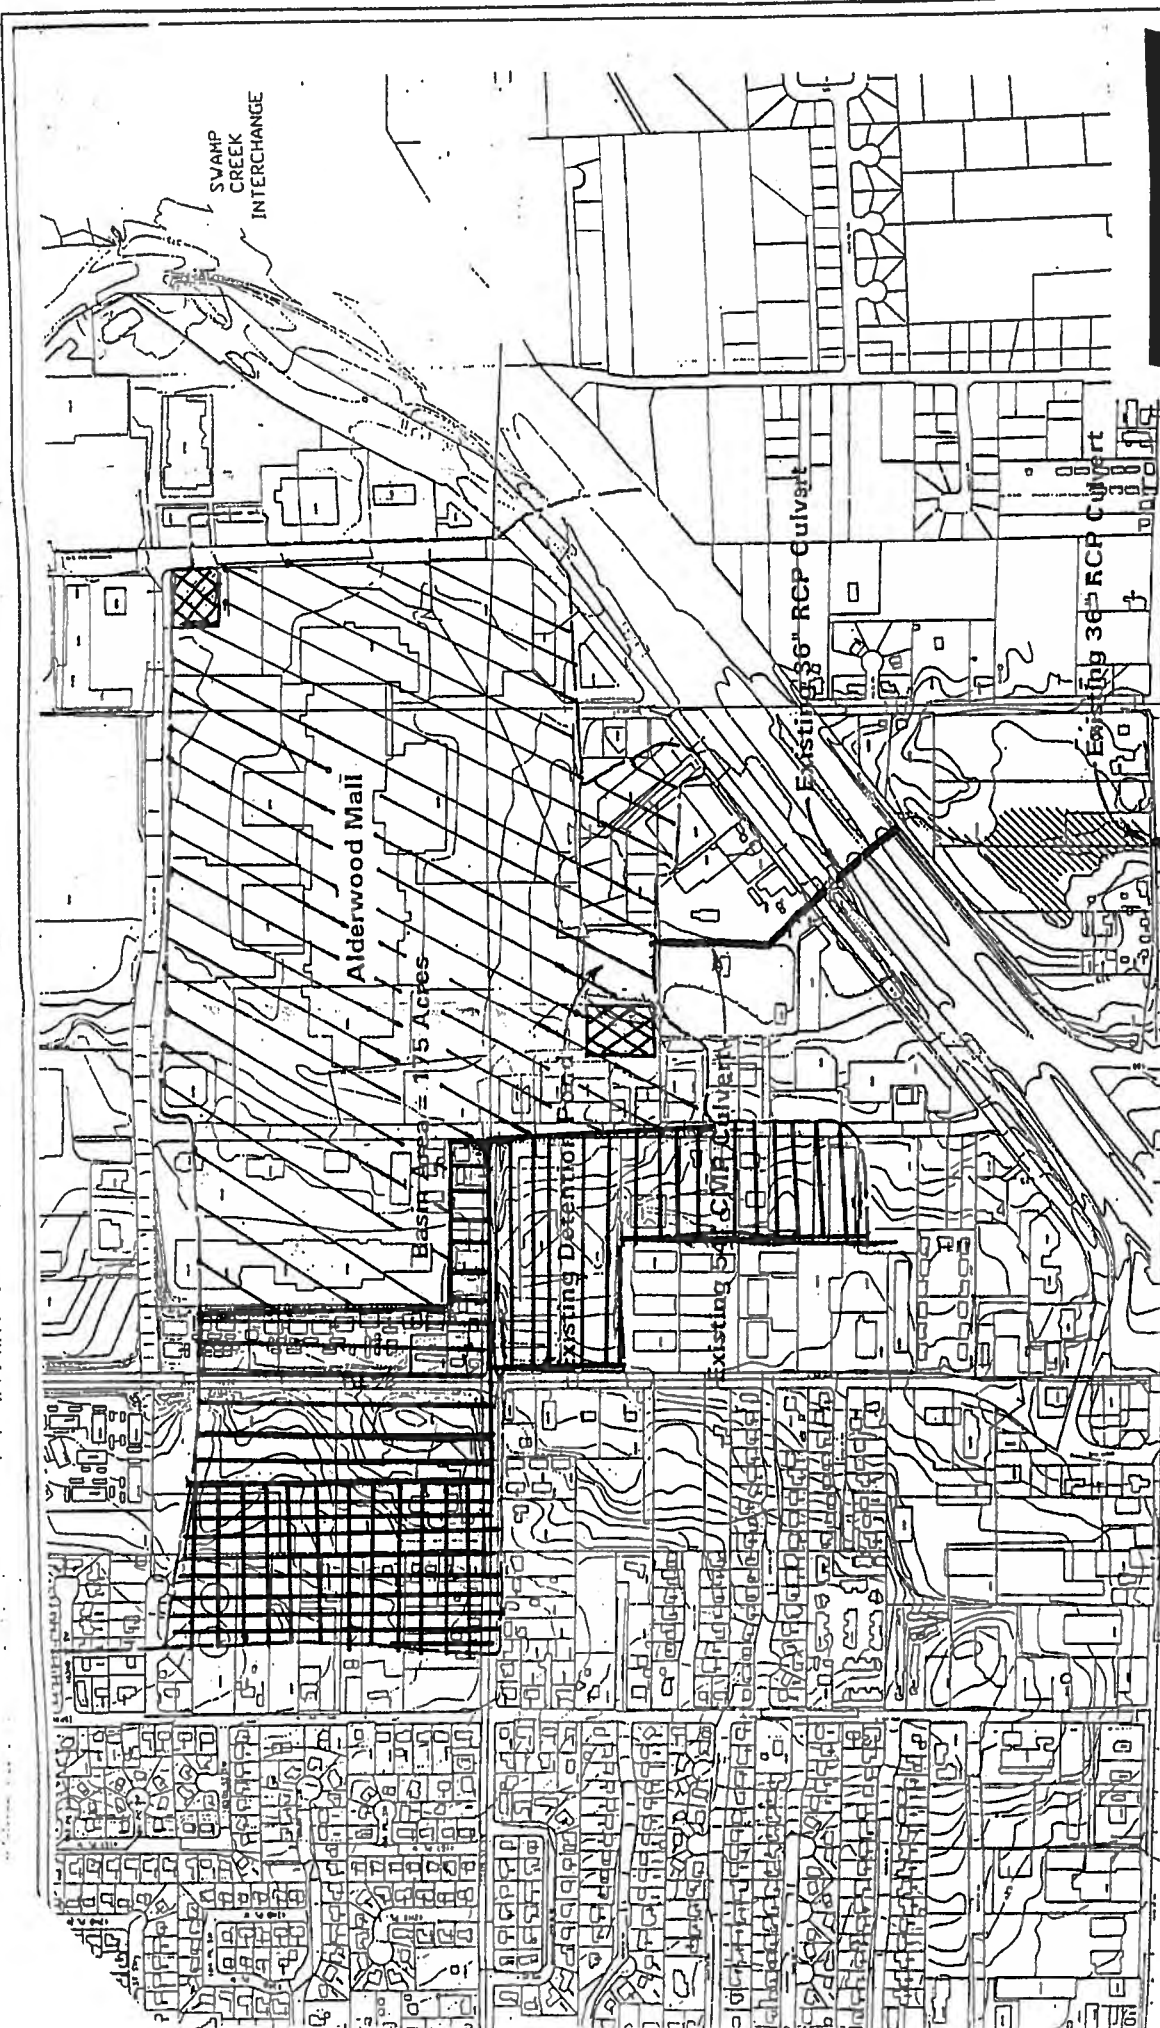 SWAMP
CREEK
INTERCHANGE
Alderwood Mall
Basin Area = 175 Acres
Existing Detention Pond
Existing 54" CMP Culvert
Existing 36" RCP Culvert
Existing 36" RCP Culvert